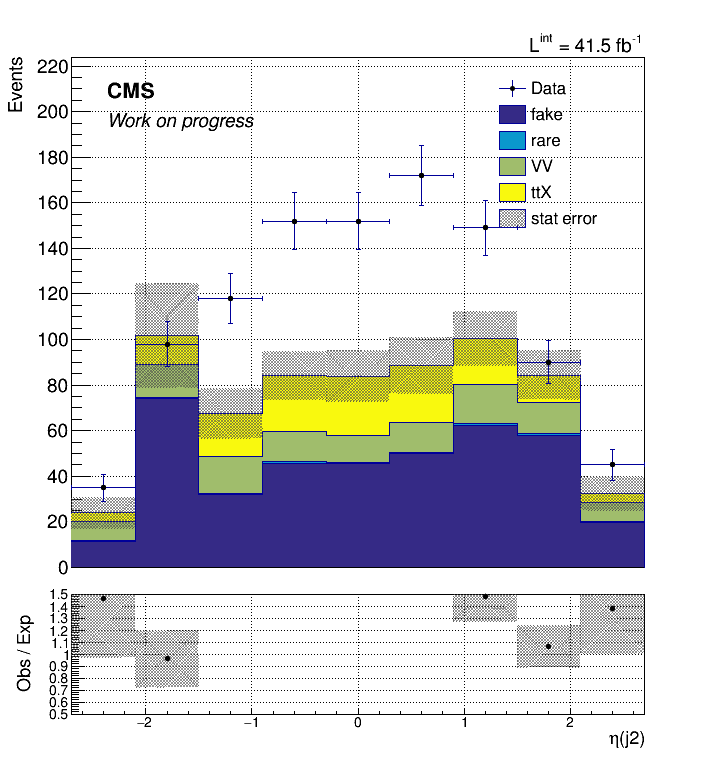 L^int = 41.5 fb^-1
Events
CMS
Work on progress
Data
fake
rare
VV
ttX
stat error
220
200
180
160
140
120
100
80
60
40
20
0
Obs / Exp
1.5
1.4
1.3
1.2
1.1
1
0.9
0.8
0.7
0.6
0.5
−2 −1 0 1 2
η(j2)